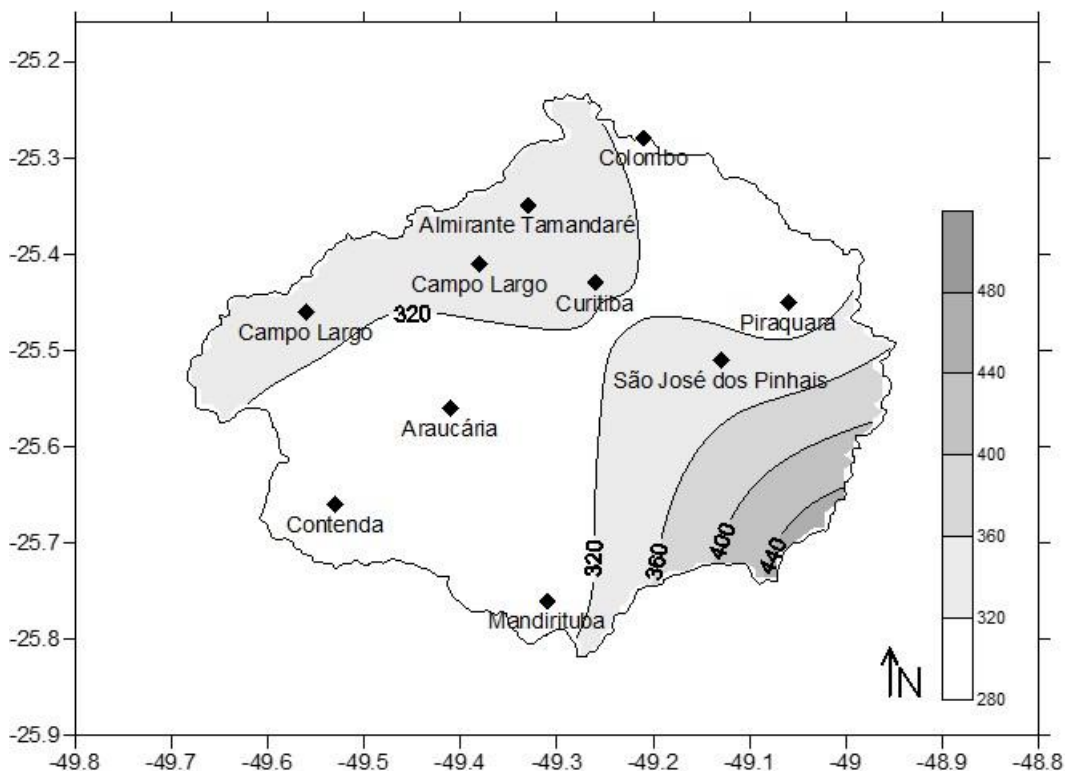 -25.2
-25.3
Colombo
Almirante Tamandaré
-25.4
Campo Largo
Curitiba
480
Campo Largo
320
Piraquara
-25.5
São José dos Pinhais
440
Araucária
-25.6
400
Contenda
-25.7
320
360
400
440
360
Mandirituba
320
-25.8
N
280
-25.9
-49.8 -49.7 -49.6 -49.5 -49.4 -49.3 -49.2 -49.1 -49 -48.9 -48.8